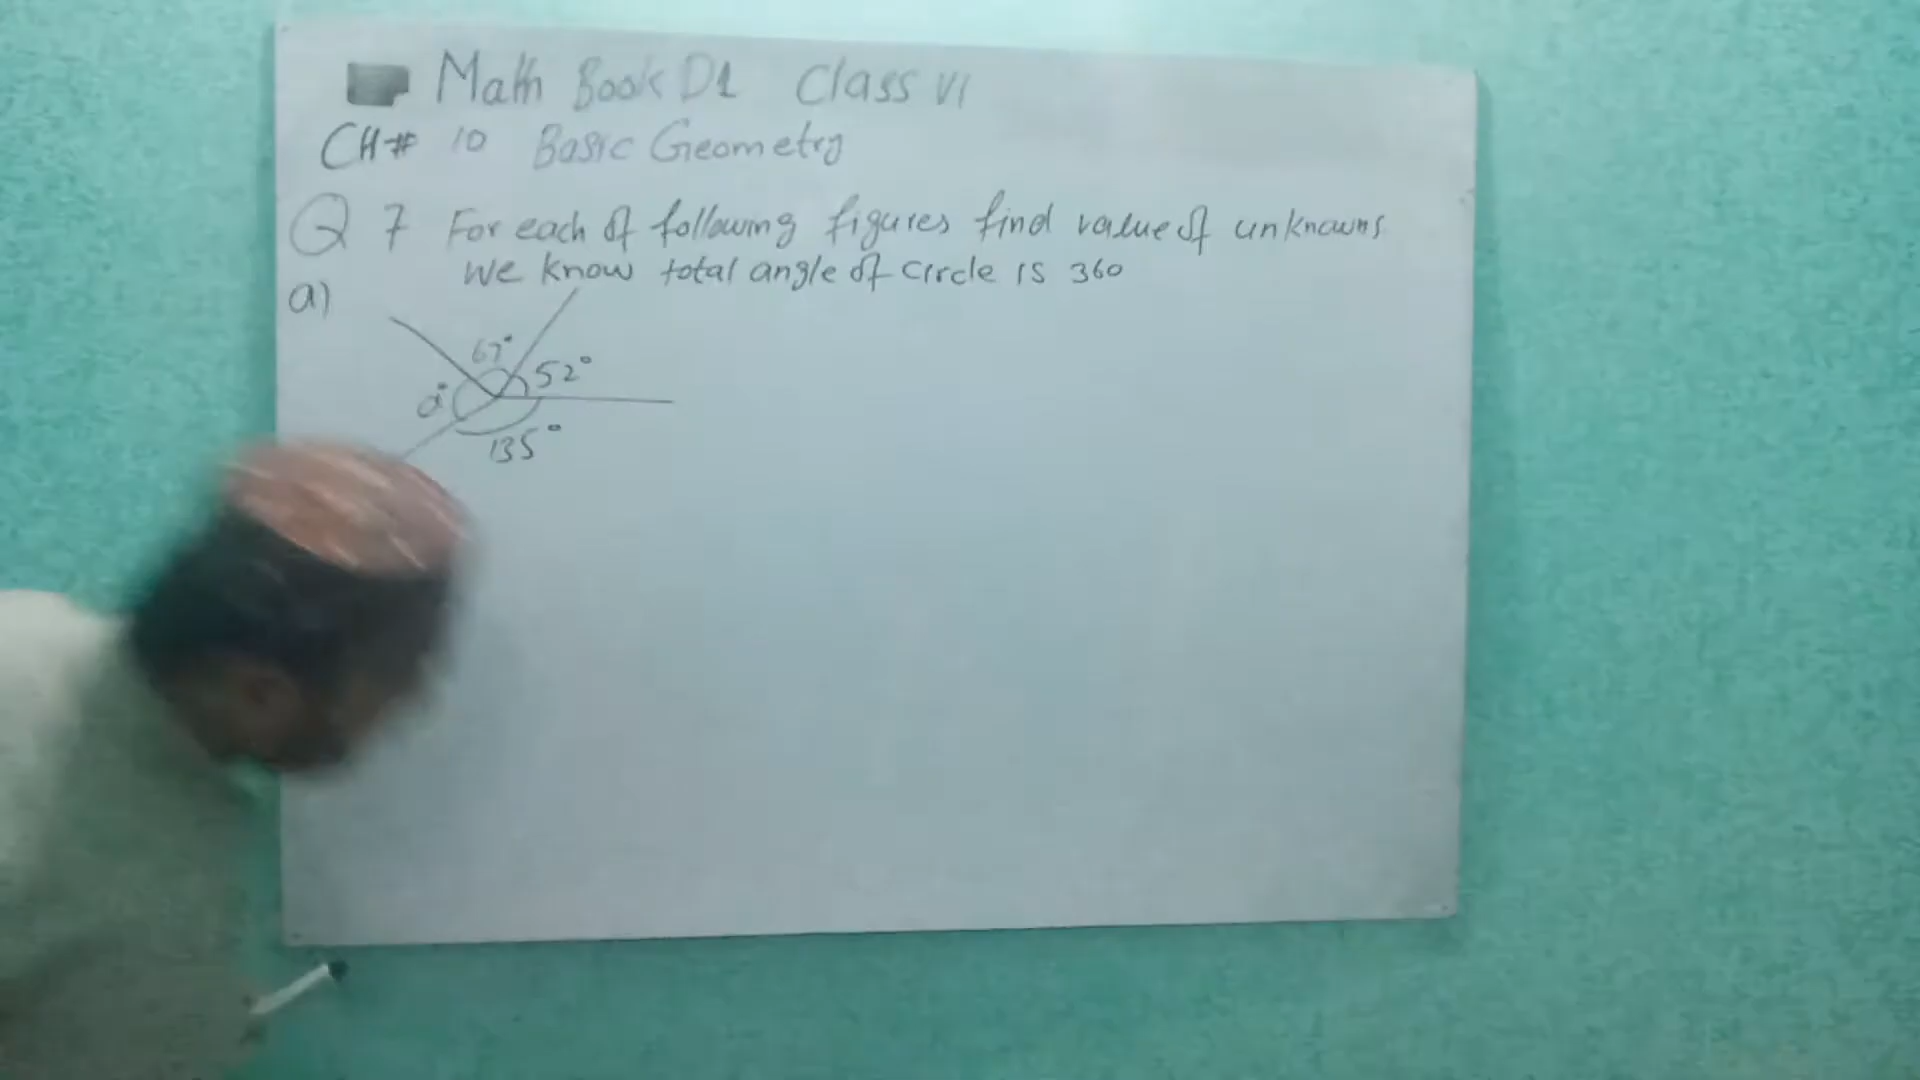 Math Book D1 Class VI
CH# 10 Basic Geometry
Q 7 For each of following figures find value of unknowns
We know total angle of circle is 360
a)
67°
52°
a°
135°